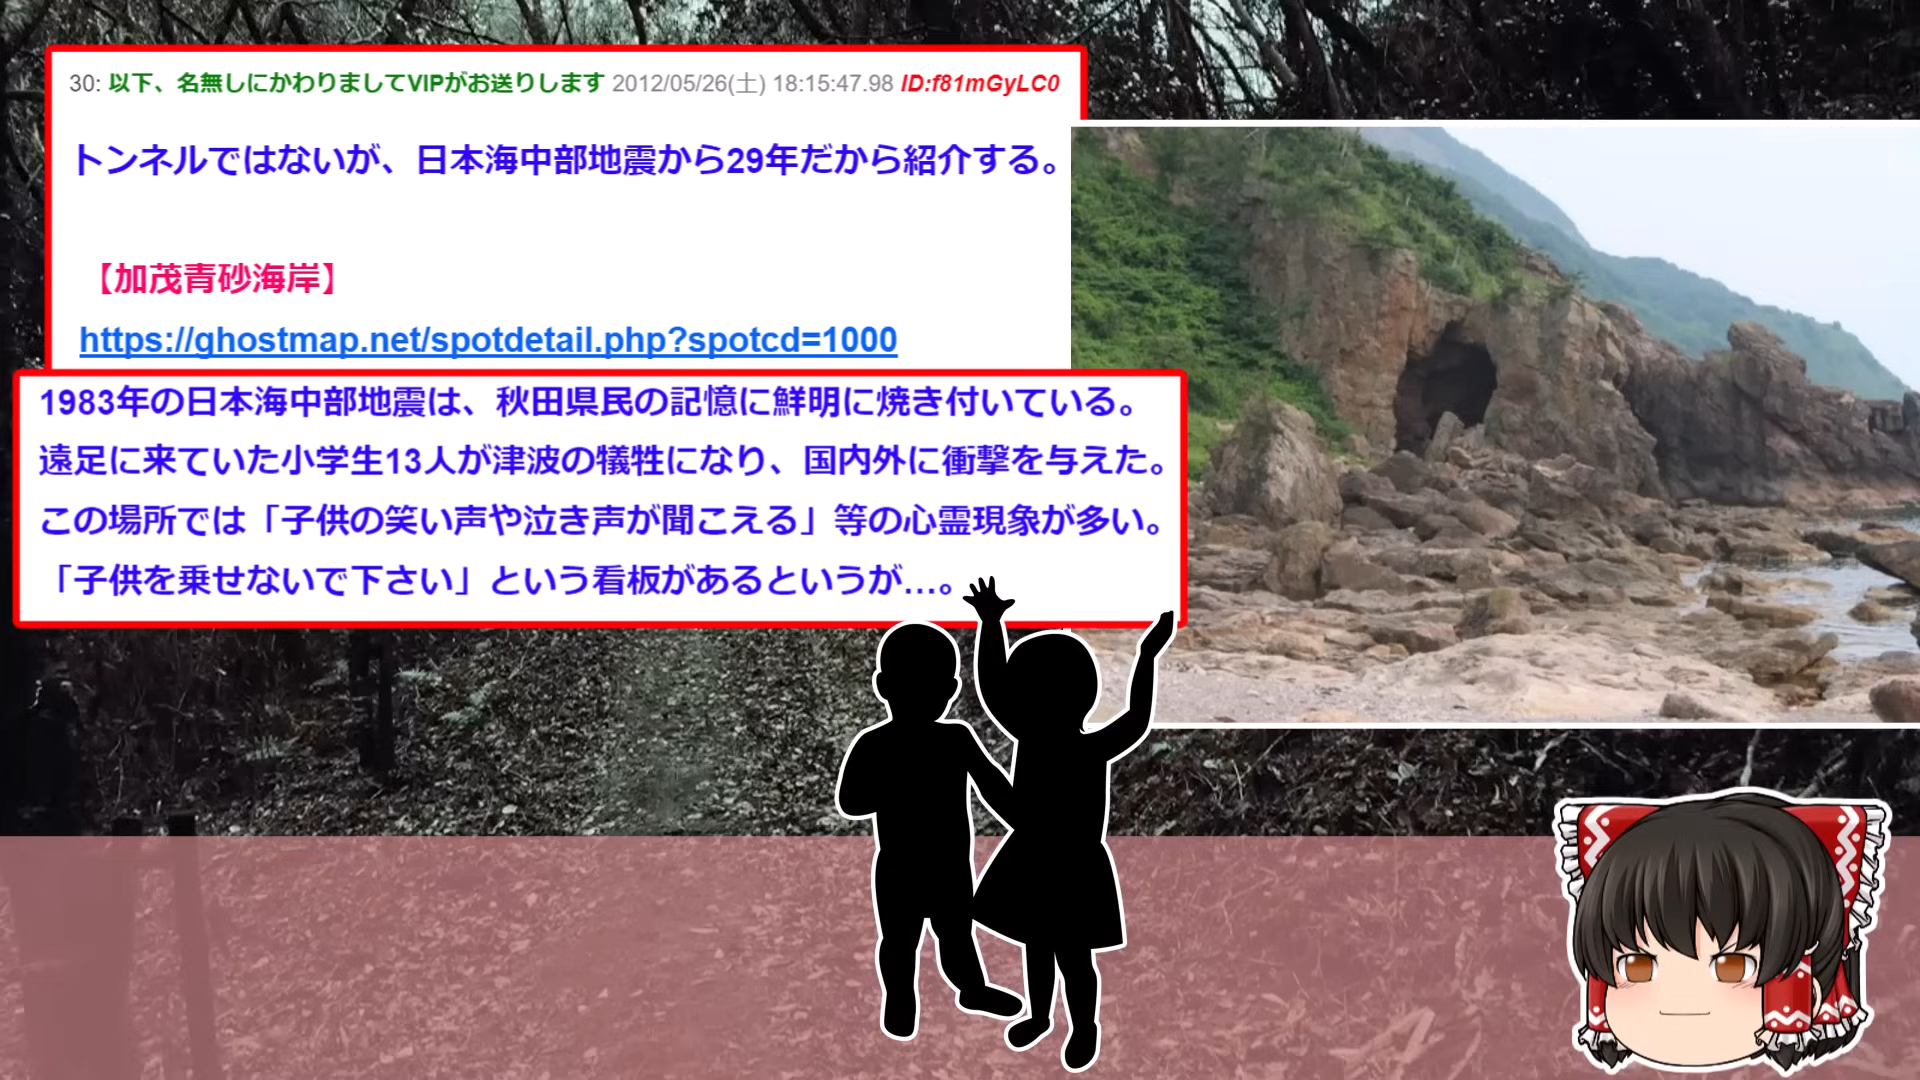 30: 以下、名無しにかわりましてVIPがお送りします 2012/05/26(土) 18:15:47.98 ID:f81mGyLC0
トンネルではないが、日本海中部地震から29年だから紹介する。
【加茂青砂海岸】
https://ghostmap.net/spotdetail.php?spotcd=1000
1983年の日本海中部地震は、秋田県民の記憶に鮮明に焼き付いている。
遠足に来ていた小学生13人が津波の犠牲になり、国内外に衝撃を与えた。
この場所では「子供の笑い声や泣き声が聞こえる」等の心霊現象が多い。
「子供を乗せないで下さい」という看板があるというが…。